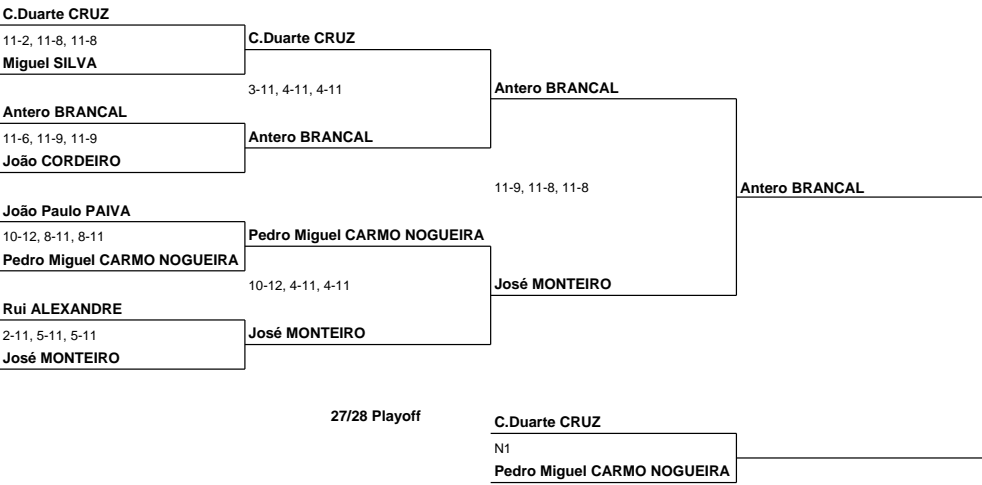 C.Duarte CRUZ
11-2, 11-8, 11-8
Miguel SILVA
Antero BRANCAL
11-6, 11-9, 11-9
João CORDEIRO
João Paulo PAIVA
10-12, 8-11, 8-11
Pedro Miguel CARMO NOGUEIRA
Rui ALEXANDRE
2-11, 5-11, 5-11
José MONTEIRO
C.Duarte CRUZ
3-11, 4-11, 4-11
Antero BRANCAL
Pedro Miguel CARMO NOGUEIRA
10-12, 4-11, 4-11
José MONTEIRO
Antero BRANCAL
11-9, 11-8, 11-8
José MONTEIRO
Antero BRANCAL
27/28 Playoff
C.Duarte CRUZ
N1
Pedro Miguel CARMO NOGUEIRA